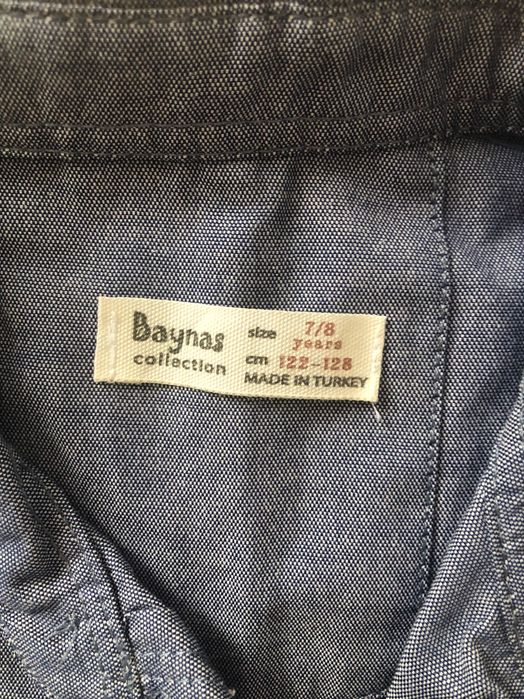 Baynas
collection
size 7/8
years
cm 122-128
MADE IN TURKEY